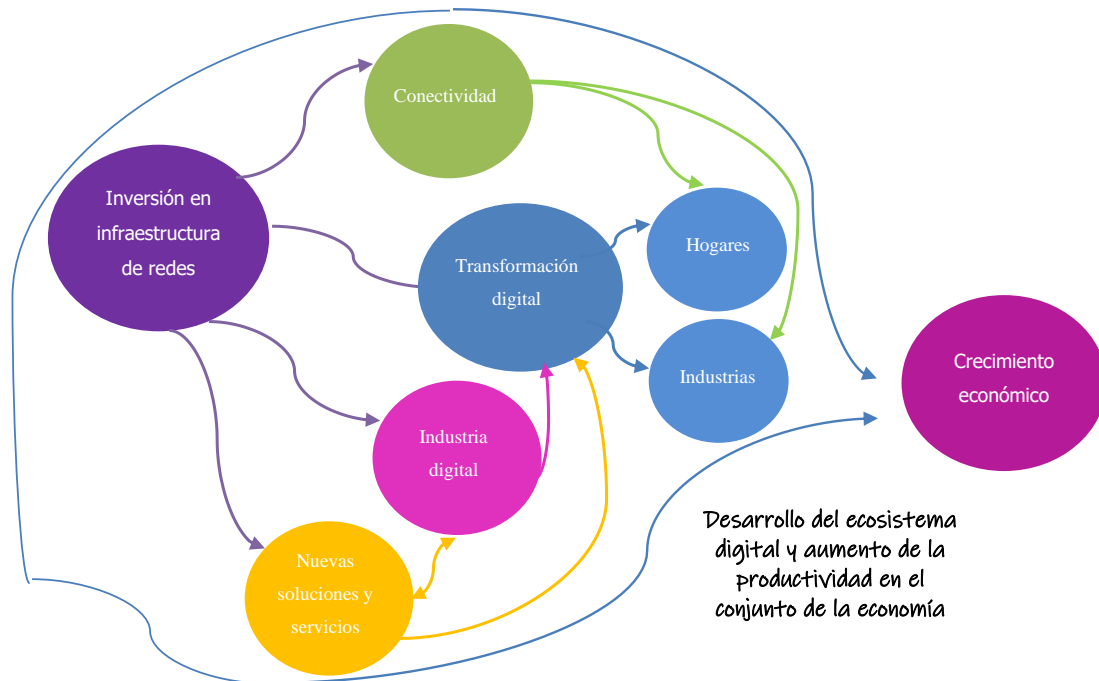 Conectividad
Inversión en
infraestructura
de redes
Transformación
digital
Hogares
Industrias
Crecimiento
económico
Industria
digital
Nuevas
soluciones y
servicios
Desarrollo del ecosistema
digital y aumento de la
productividad en el
conjunto de la economía